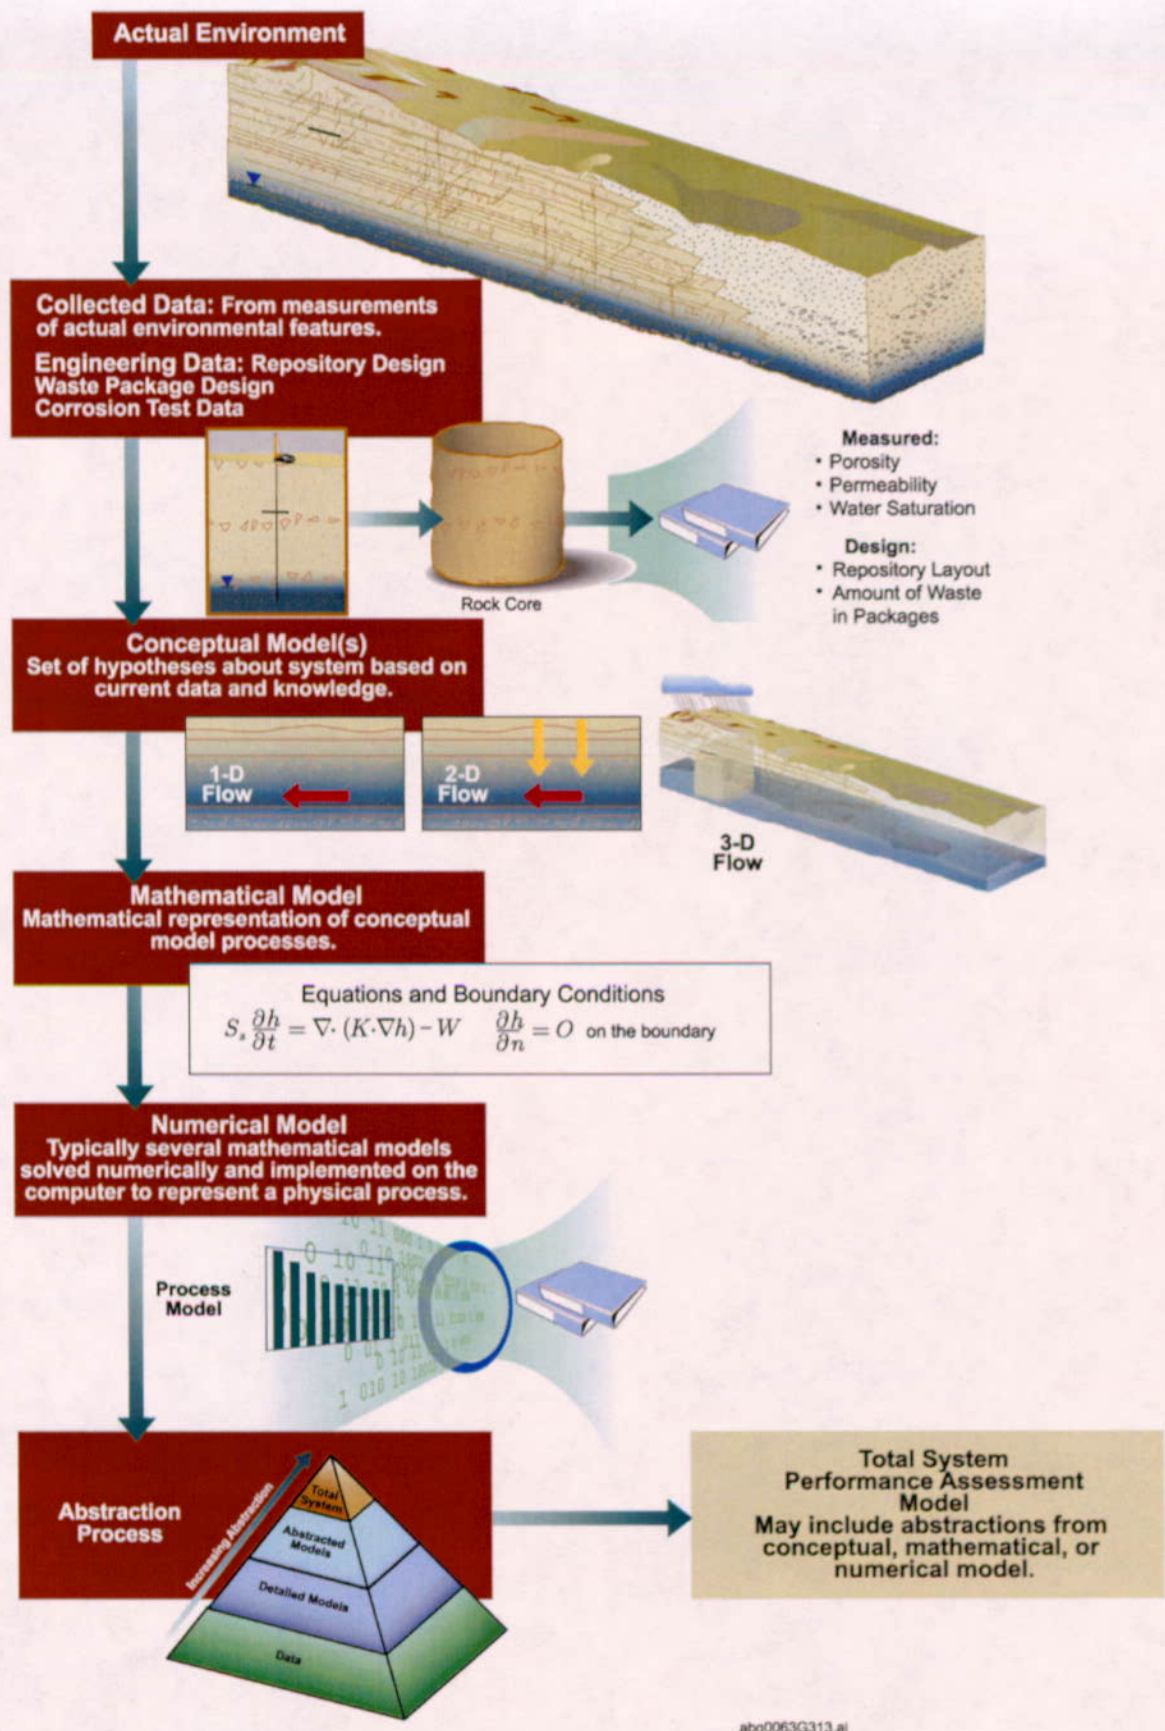 Actual Environment
Collected Data: From measurements
of actual environmental features.
Engineering Data: Repository Design
Waste Package Design
Corrosion Test Data
Measured:
• Porosity
• Permeability
• Water Saturation
Design:
• Repository Layout
• Amount of Waste
in Packages
Rock Core
Conceptual Model(s)
Set of hypotheses about system based on
current data and knowledge.
1-D
Flow
2-D
Flow
3-D
Flow
Mathematical Model
Mathematical representation of conceptual
model processes.
Equations and Boundary Conditions
S_s ∂h/∂t = ∇· (K·∇h) – W   ∂h/∂n = O on the boundary
Numerical Model
Typically several mathematical models
solved numerically and implemented on the
computer to represent a physical process.
Process
Model
Abstraction
Process
Increasing Abstraction
Total
System
Abstracted
Models
Detailed Models
Data
Total System
Performance Assessment
Model
May include abstractions from
conceptual, mathematical, or
numerical model.
abq0063G313.ai